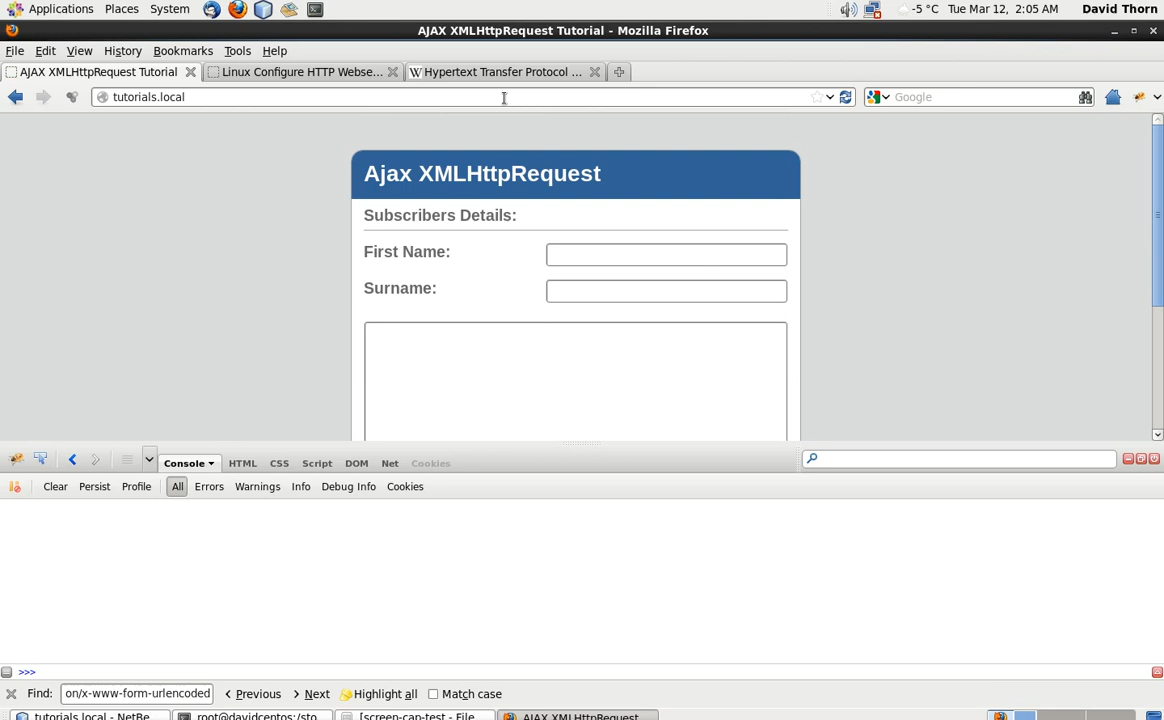 Applications Places System -5 °C Tue Mar 12, 2:05 AM David Thorn
AJAX XMLHttpRequest Tutorial - Mozilla Firefox
File Edit View History Bookmarks Tools Help
AJAX XMLHttpRequest Tutorial Linux Configure HTTP Webse... W Hypertext Transfer Protocol ...
tutorials.local Google
Ajax XMLHttpRequest
Subscribers Details:
First Name:
Surname:
Console HTML CSS Script DOM Net Cookies
Clear Persist Profile All Errors Warnings Info Debug Info Cookies
>>>
Find: on/x-www-form-urlencoded Previous Next Highlight all Match case
tutorials.local - NetBe... root@davidcentos:/sto... [screen-cap-test - File ... AJAX XMLHttpRequest ...